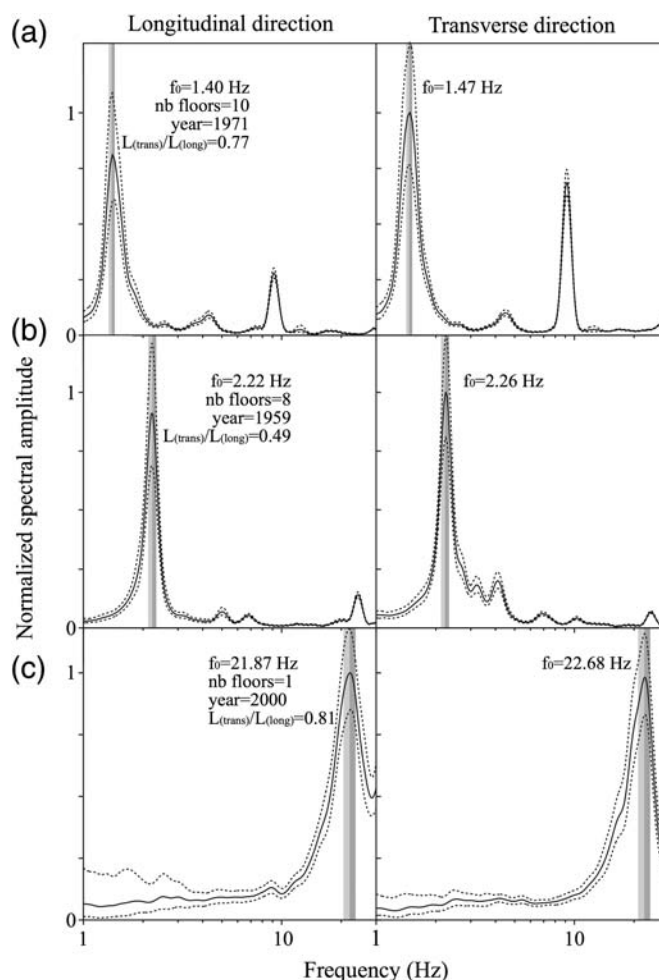 Longitudinal direction
Transverse direction
(a)
f₀=1.40 Hz
nb floors=10
year=1971
L(trans)/L(long)=0.77
f₀=1.47 Hz
1
0
(b)
f₀=2.22 Hz
nb floors=8
year=1959
L(trans)/L(long)=0.49
f₀=2.26 Hz
1
0
(c)
f₀=21.87 Hz
nb floors=1
year=2000
L(trans)/L(long)=0.81
f₀=22.68 Hz
1
0
Normalized spectral amplitude
1 10 1 10
Frequency (Hz)